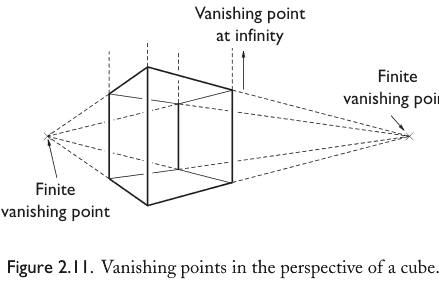 Vanishing point
at infinity
Finite
vanishing poi
Finite
vanishing point
Figure 2.11. Vanishing points in the perspective of a cube.